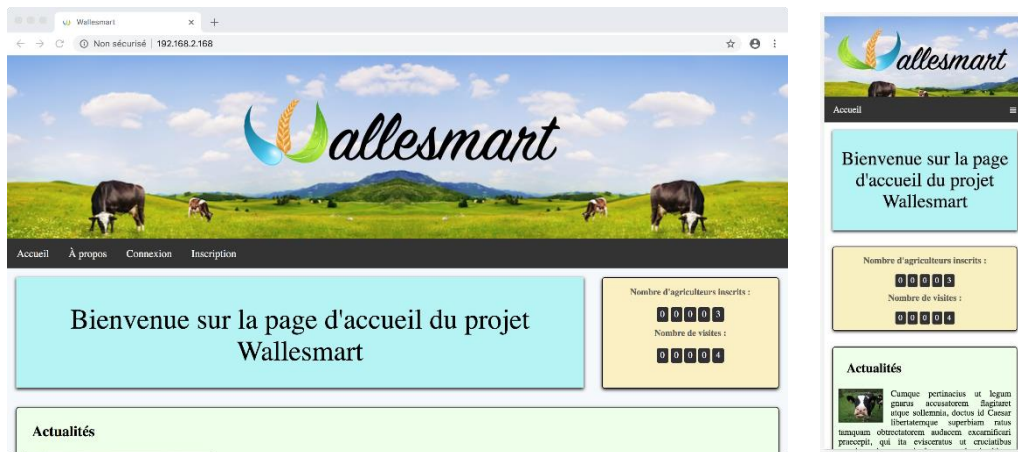 Wallesmart
Non sécurisé 192.168.2.168
Wallesmart
Accueil À propos Connexion Inscription
Bienvenue sur la page d'accueil du projet
Wallesmart
Nombre d'agriculteurs inscrits :
0 0 0 0 3
Nombre de visites :
0 0 0 0 4
Actualités
Wallesmart
Accueil
Bienvenue sur la page
d'accueil du projet
Wallesmart
Nombre d'agriculteurs inscrits :
0 0 0 0 3
Nombre de visites :
0 0 0 0 4
Actualités
Cumque pertinacius ut legum
gnarus accusatorem flagitaret
atque sollemnia, doctus id Caesar
libertatemque superbiam ratus
tamquam obtrectatorem audacem excarnificari
praecepit, qui ita evisceratus ut cruciatibus